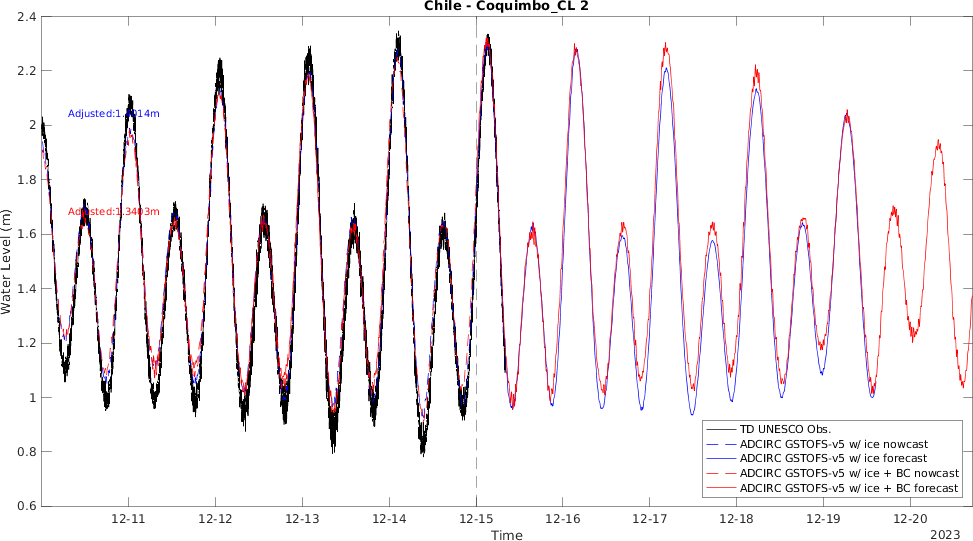 Chile - Coquimbo_CL 2
2.4
2.2
2
1.8
1.6
1.4
1.2
1
0.8
0.6
Water Level (m)
Adjusted:1.
014m
Adjusted:1.3403m
12-11
12-12
12-13
12-14
12-15
12-16
12-17
12-18
12-19
12-20
Time
2023
TD UNESCO Obs.
ADCIRC GSTOFS-v5 w/ ice nowcast
ADCIRC GSTOFS-v5 w/ ice forecast
ADCIRC GSTOFS-v5 w/ ice + BC nowcast
ADCIRC GSTOFS-v5 w/ ice + BC forecast